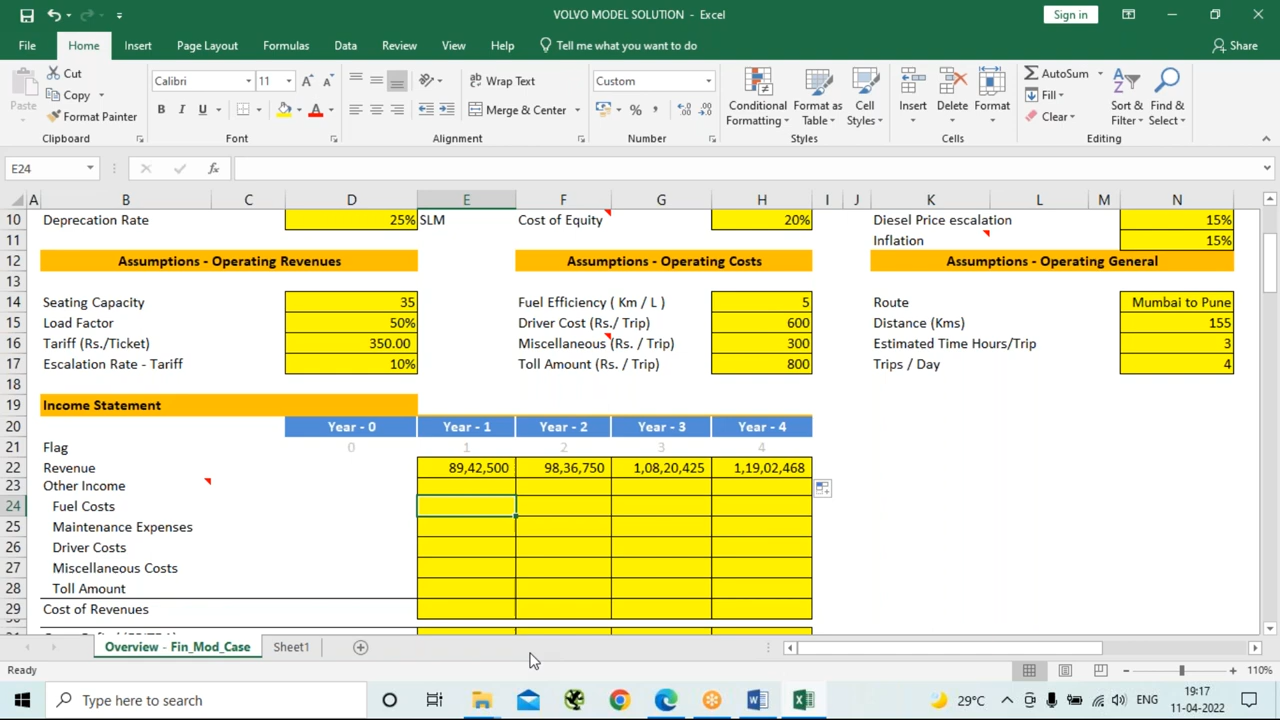 VOLVO MODEL SOLUTION - Excel
Sign in
File Home Insert Page Layout Formulas Data Review View Help Tell me what you want to do Share
Paste Cut Copy Format Painter
Calibri 11
B I U A
Wrap Text
Merge & Center
Custom
Conditional Formatting Format as Table Cell Styles
Insert Delete Format
AutoSum Fill Clear
Sort & Filter Find & Select
Clipboard Font Alignment Number Styles Cells Editing
E24 fx
A B C D E F G H I J K L M N
10 Deprecation Rate 25% SLM Cost of Equity 20% Diesel Price escalation 15%
11 Inflation 15%
12 Assumptions - Operating Revenues Assumptions - Operating Costs Assumptions - Operating General
13
14 Seating Capacity 35 Fuel Efficiency ( Km / L ) 5 Route Mumbai to Pune
15 Load Factor 50% Driver Cost (Rs./ Trip) 600 Distance (Kms) 155
16 Tariff (Rs./Ticket) 350.00 Miscellaneous (Rs. / Trip) 300 Estimated Time Hours/Trip 3
17 Escalation Rate - Tariff 10% Toll Amount (Rs. / Trip) 800 Trips / Day 4
18
19 Income Statement
20 Year - 0 Year - 1 Year - 2 Year - 3 Year - 4
21 Flag 0 1 2 3 4
22 Revenue 89,42,500 98,36,750 1,08,20,425 1,19,02,468
23 Other Income
24 Fuel Costs
25 Maintenance Expenses
26 Driver Costs
27 Miscellaneous Costs
28 Toll Amount
29 Cost of Revenues
Overview - Fin_Mod_Case Sheet1
Ready 110%
Type here to search 29°C ENG 19:17
11-04-2022